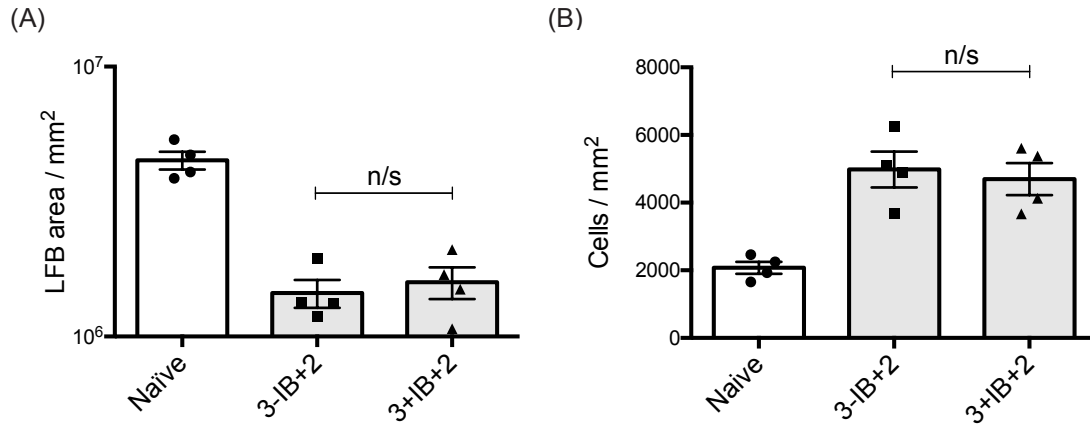 (A)
(B)
LFB area / mm²
10⁷
10⁶
n/s
Naïve
3-IB+2
3+IB+2
Cells / mm²
8000
6000
4000
2000
0
n/s
Naive
3-IB+2
3+IB+2